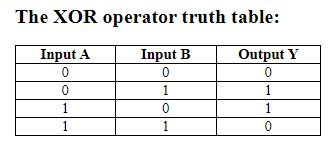 The XOR operator truth table:
Input A Input B Output Y
0 0 0
0 1 1
1 0 1
1 1 0